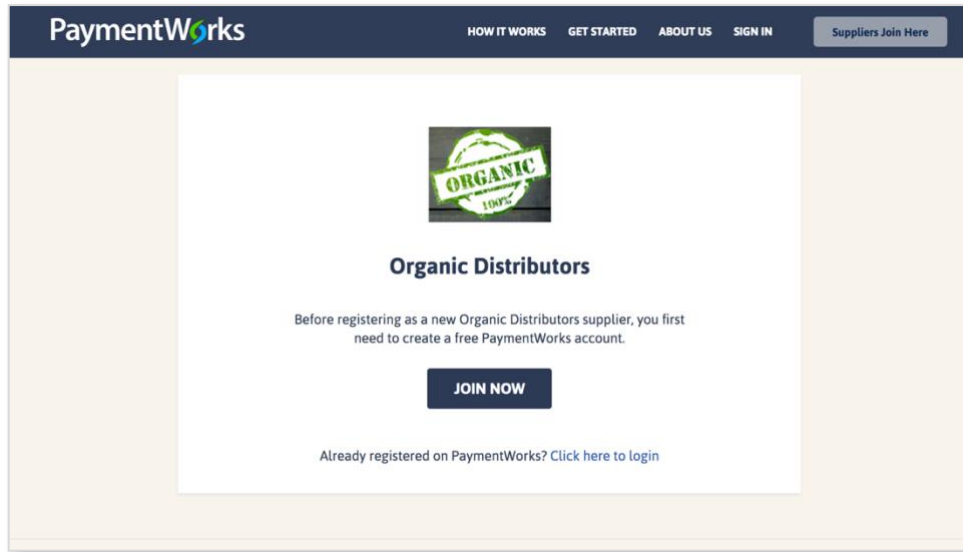 PaymentWorks
HOW IT WORKS GET STARTED ABOUT US SIGN IN Suppliers Join Here
ORGANIC
100%
Organic Distributors
Before registering as a new Organic Distributors supplier, you first
need to create a free PaymentWorks account.
JOIN NOW
Already registered on PaymentWorks? Click here to login